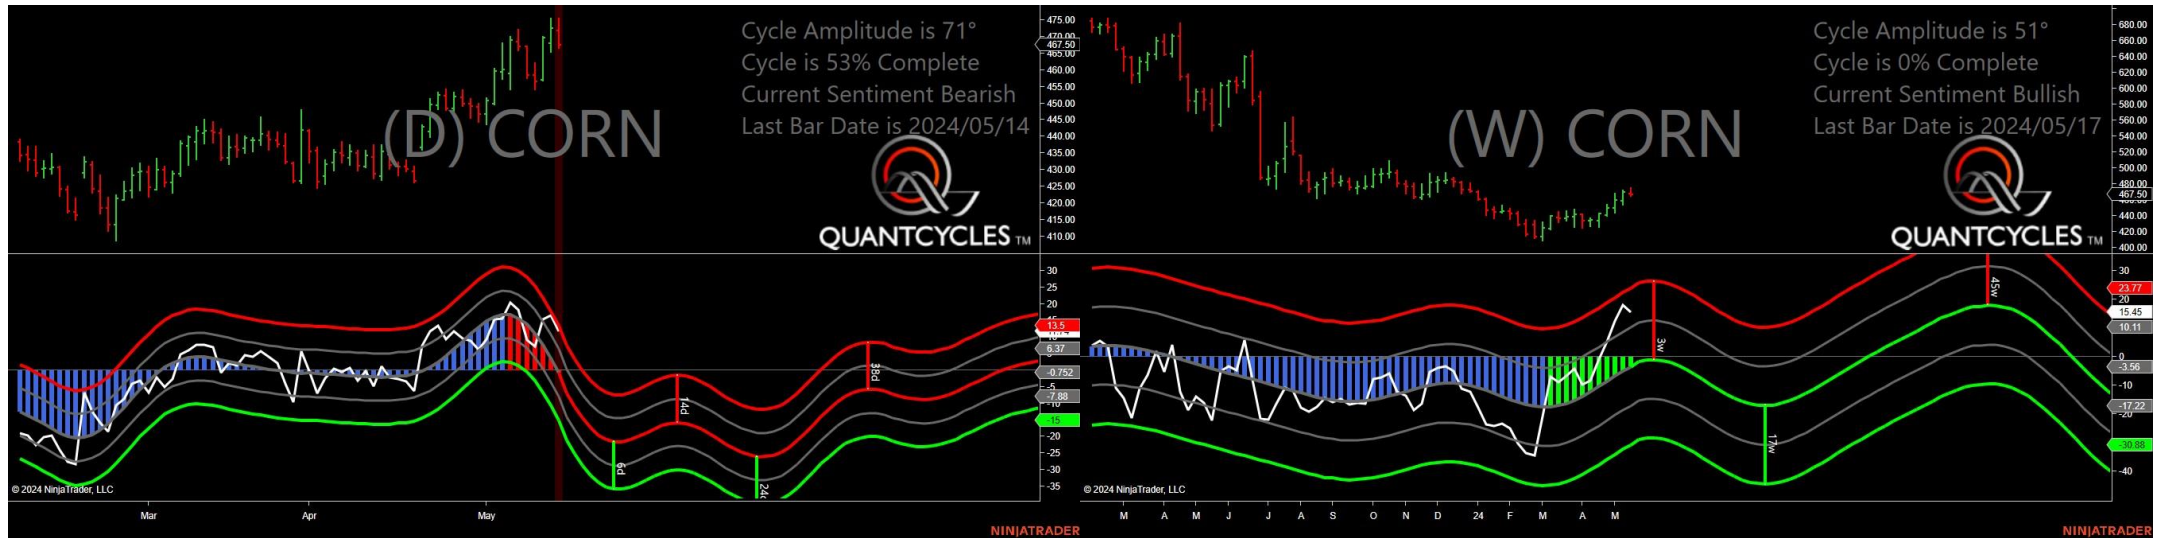 Cycle Amplitude is 71°
Cycle is 53% Complete
Current Sentiment Bearish
Last Bar Date is 2024/05/14
(D) CORN
QUANTCYCLES TM
475.00
470.00
467.50
465.00
460.00
455.00
450.00
445.00
440.00
435.00
430.00
425.00
420.00
415.00
410.00
30
25
20
13.5
6.37
-0.752
-5
-7.88
-15
-20
-25
-30
-35
6d
14d
38d
© 2024 NinjaTrader, LLC
Mar
Apr
May
NINJATRADER
Cycle Amplitude is 51°
Cycle is 0% Complete
Current Sentiment Bullish
Last Bar Date is 2024/05/17
(W) CORN
QUANTCYCLES TM
680.00
660.00
640.00
620.00
600.00
580.00
560.00
540.00
520.00
500.00
480.00
467.50
440.00
420.00
400.00
30
23.77
20
15.45
10.11
0
-3.56
-10
-17.22
-20
-30.88
-40
3w
17w
45w
© 2024 NinjaTrader, LLC
M A M J J A S O N D 24 F M A M
NINJATRADER